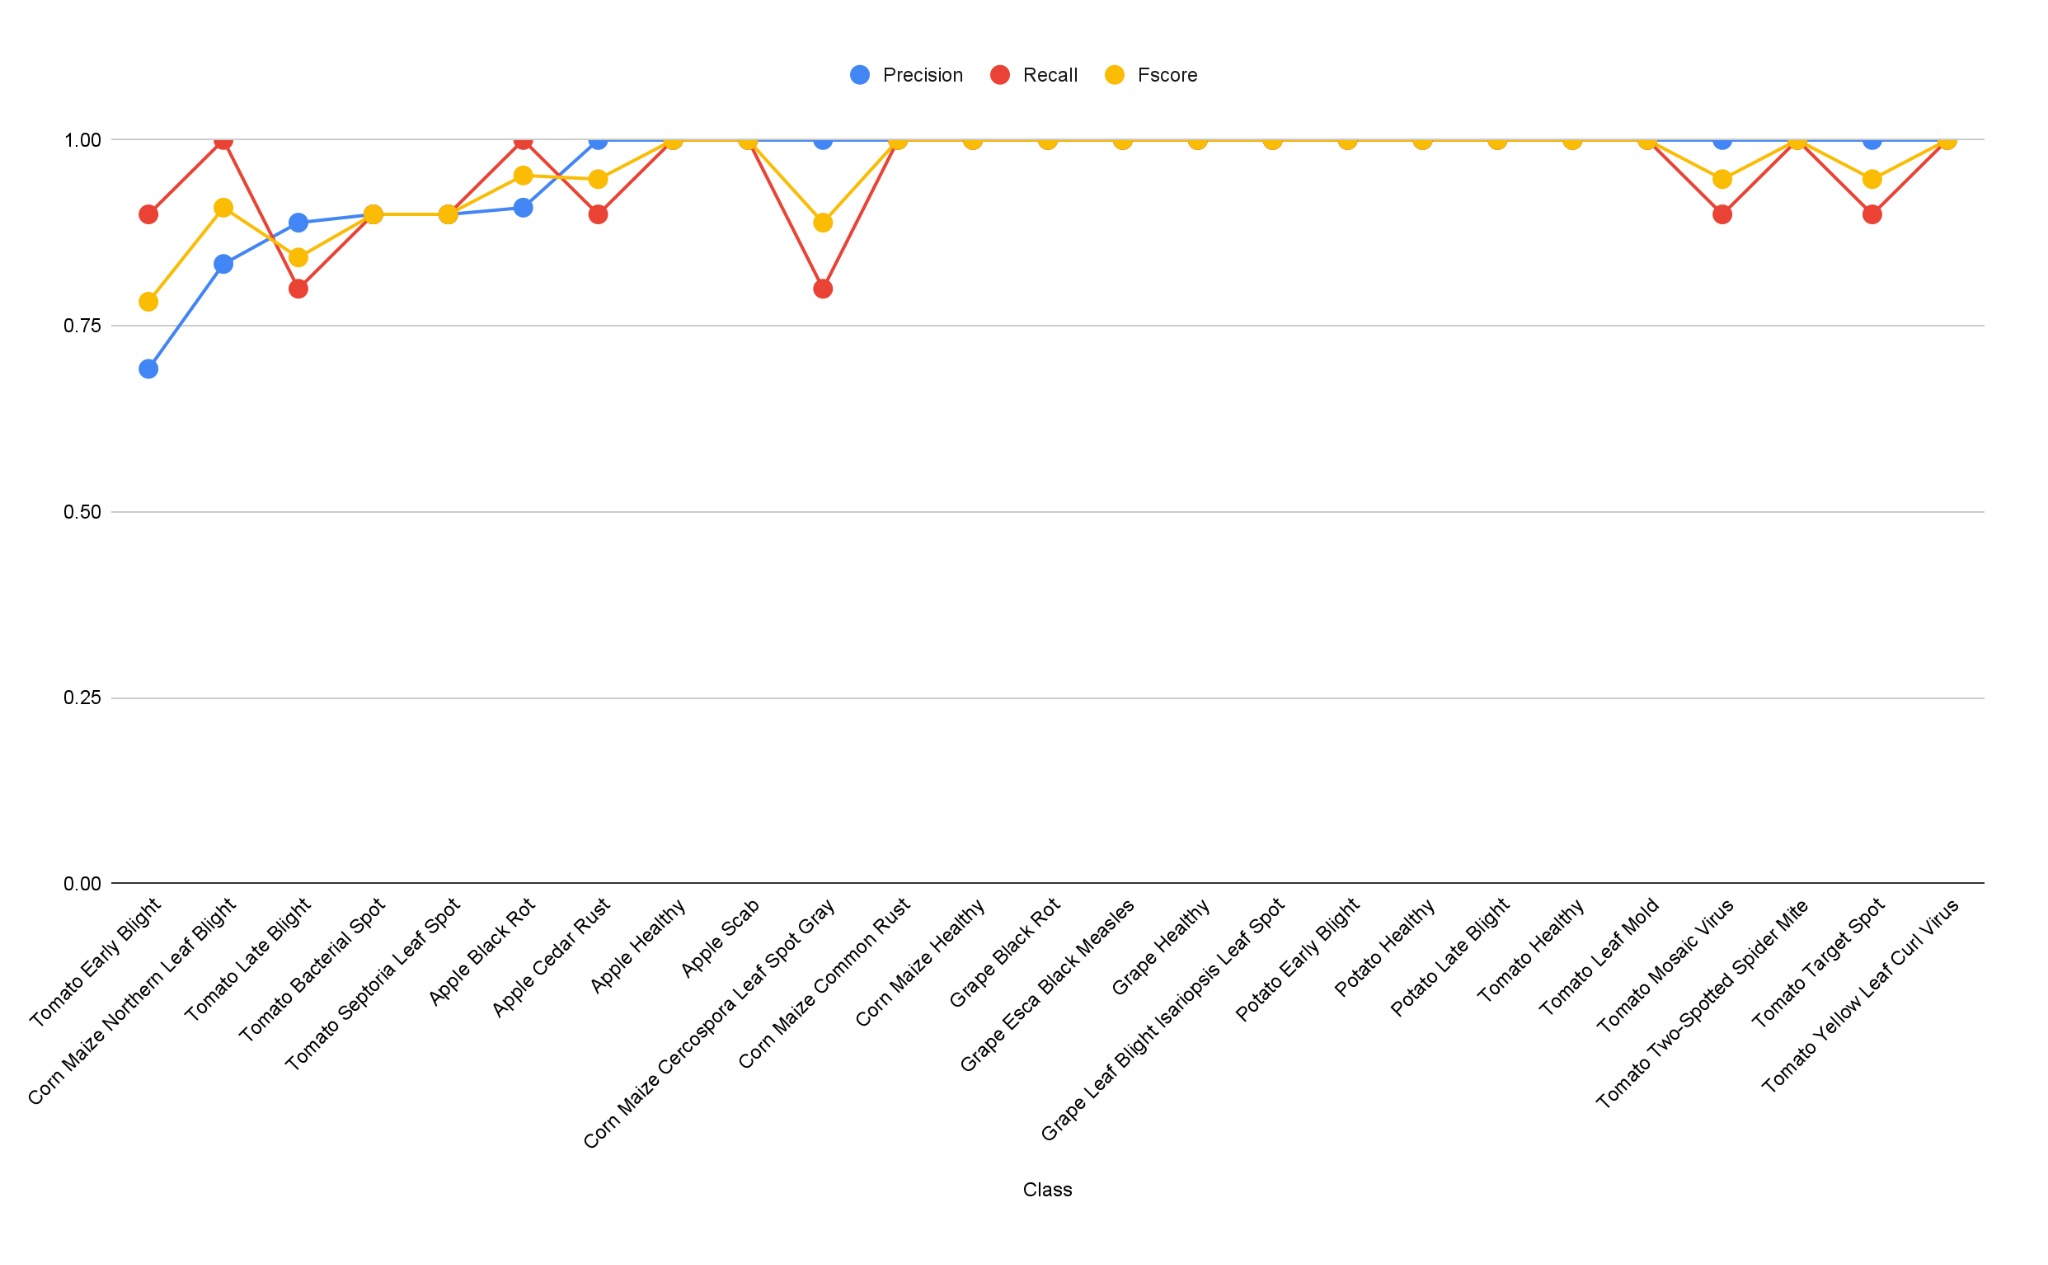 Precision Recall Fscore
1.00
0.75
0.50
0.25
0.00
Tomato Early Blight
Corn Maize Northern Leaf Blight
Tomato Late Blight
Tomato Bacterial Spot
Tomato Septoria Leaf Spot
Apple Black Rot
Apple Cedar Rust
Apple Healthy
Apple Scab
Corn Maize Cercospora Leaf Spot Gray
Corn Maize Common Rust
Corn Maize Healthy
Grape Black Rot
Grape Esca Black Measles
Grape Healthy
Grape Leaf Blight Isariopsis Leaf Spot
Potato Early Blight
Potato Healthy
Potato Late Blight
Tomato Healthy
Tomato Leaf Mold
Tomato Mosaic Virus
Tomato Two-Spotted Spider Mite
Tomato Target Spot
Tomato Yellow Leaf Curl Virus
Class